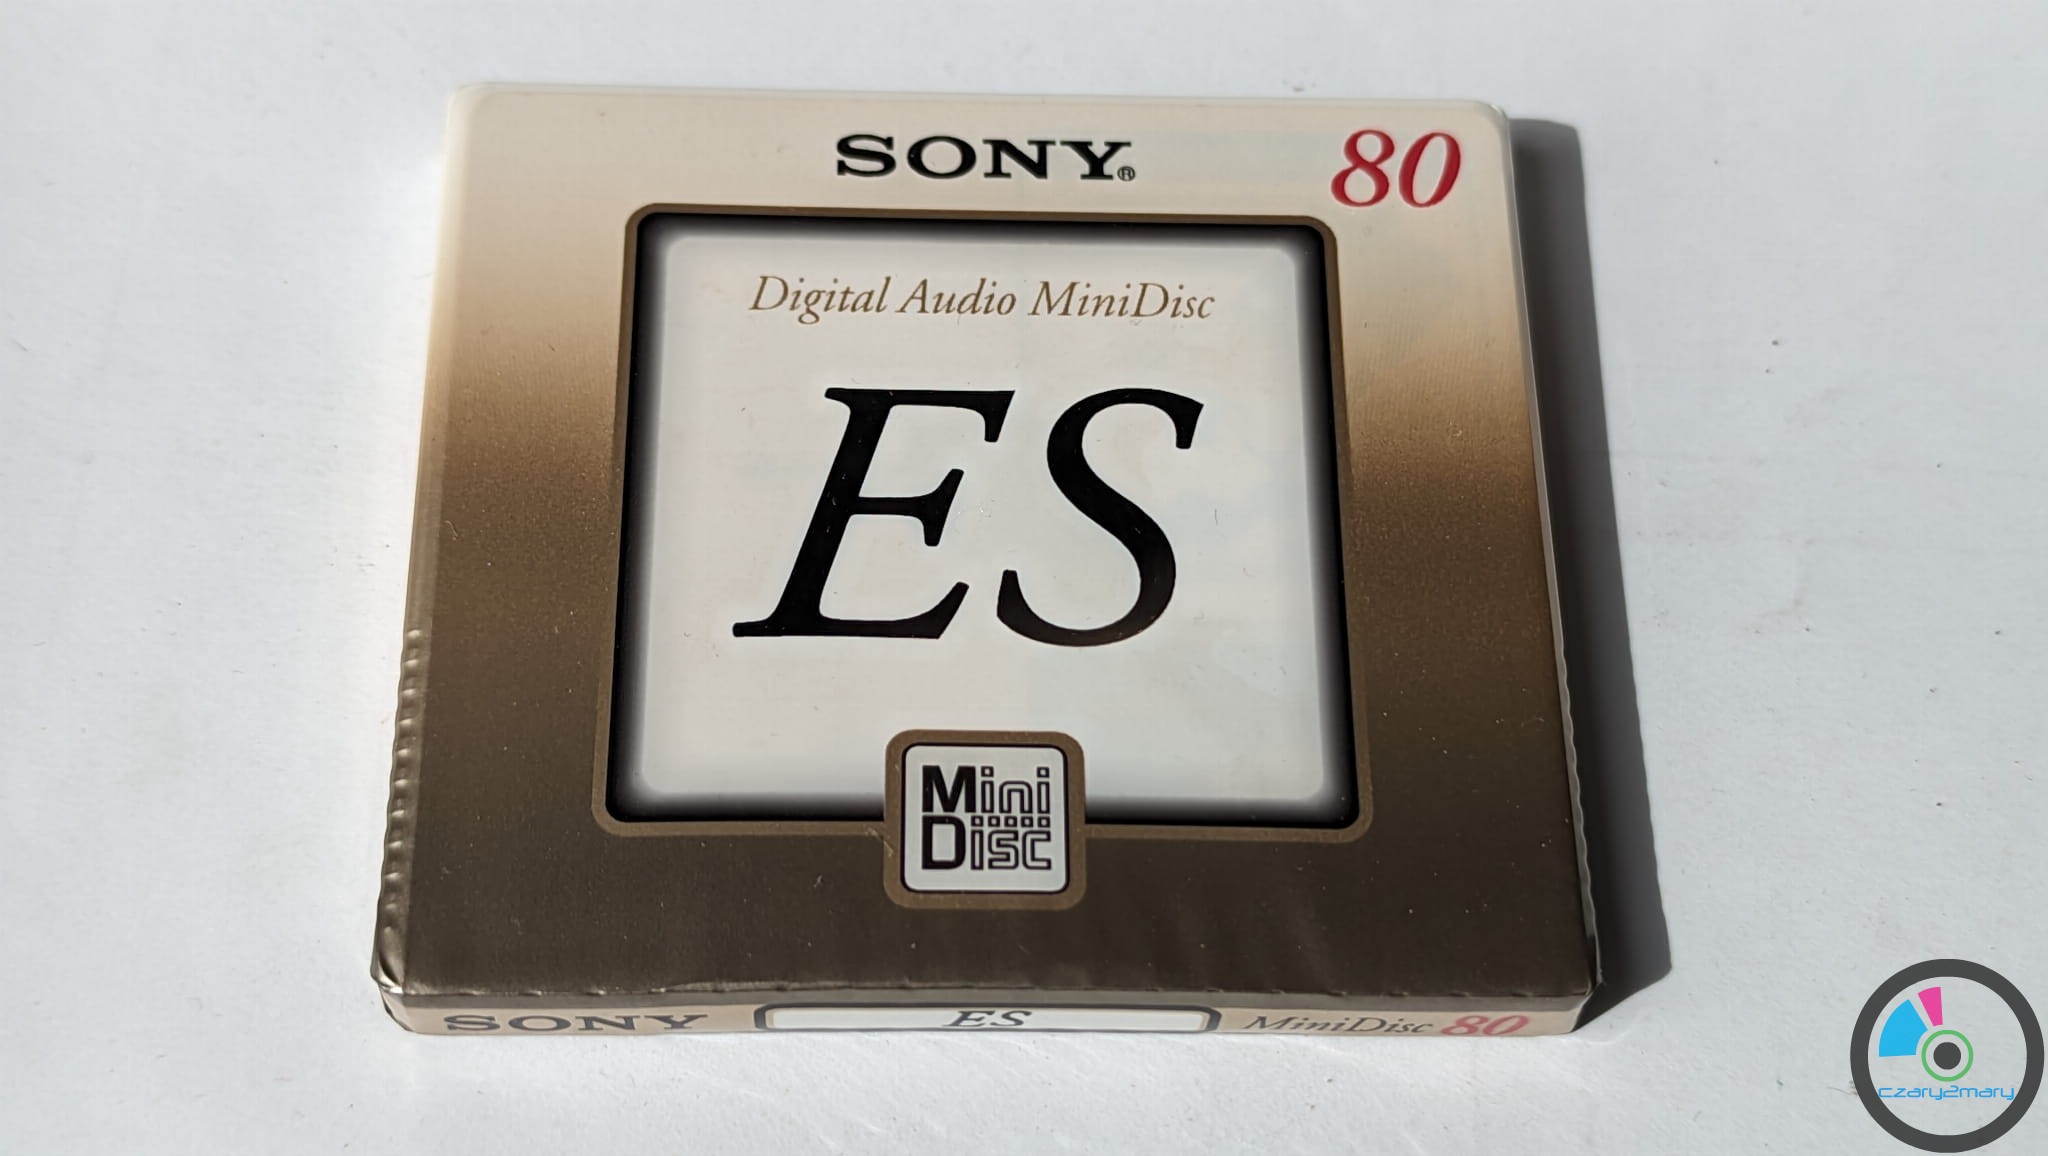 SONY®
80
Digital Audio MiniDisc
ES
Mini
Disc
SONY ES MiniDisc 80
czary2mary